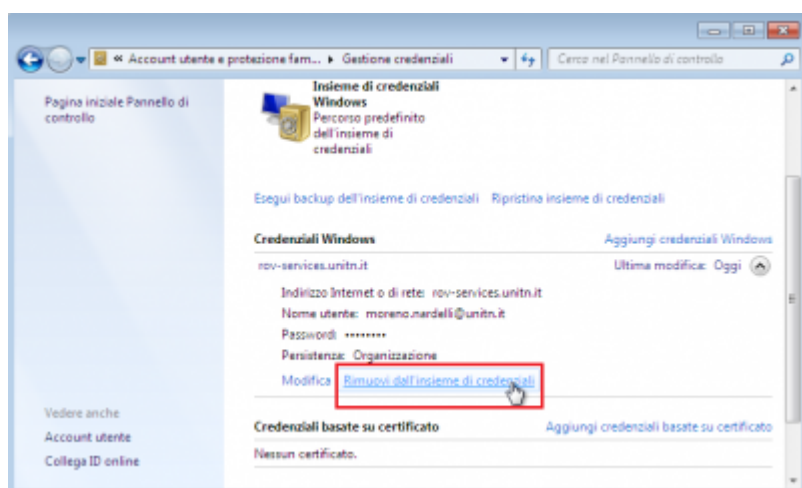 « Account utente e protezione fam... ▸ Gestione credenziali
Cerca nel Pannello di controllo
Pagina iniziale Pannello di
controllo
Insieme di credenziali
Windows
Percorso predefinito
dell'insieme di
credenziali
Esegui backup dell'insieme di credenziali Ripristina insieme di credenziali
Credenziali Windows Aggiungi credenziali Windows
rov-services.unitn.it Ultima modifica: Oggi
Indirizzo Internet o di rete: rov-services.unitn.it
Nome utente: moreno.nardelli@unitn.it
Password: ••••••••
Persistenza: Organizzazione
Modifica Rimuovi dall'insieme di credenziali
Credenziali basate su certificato Aggiungi credenziali basate su certificato
Nessun certificato.
Vedere anche
Account utente
Collega ID online